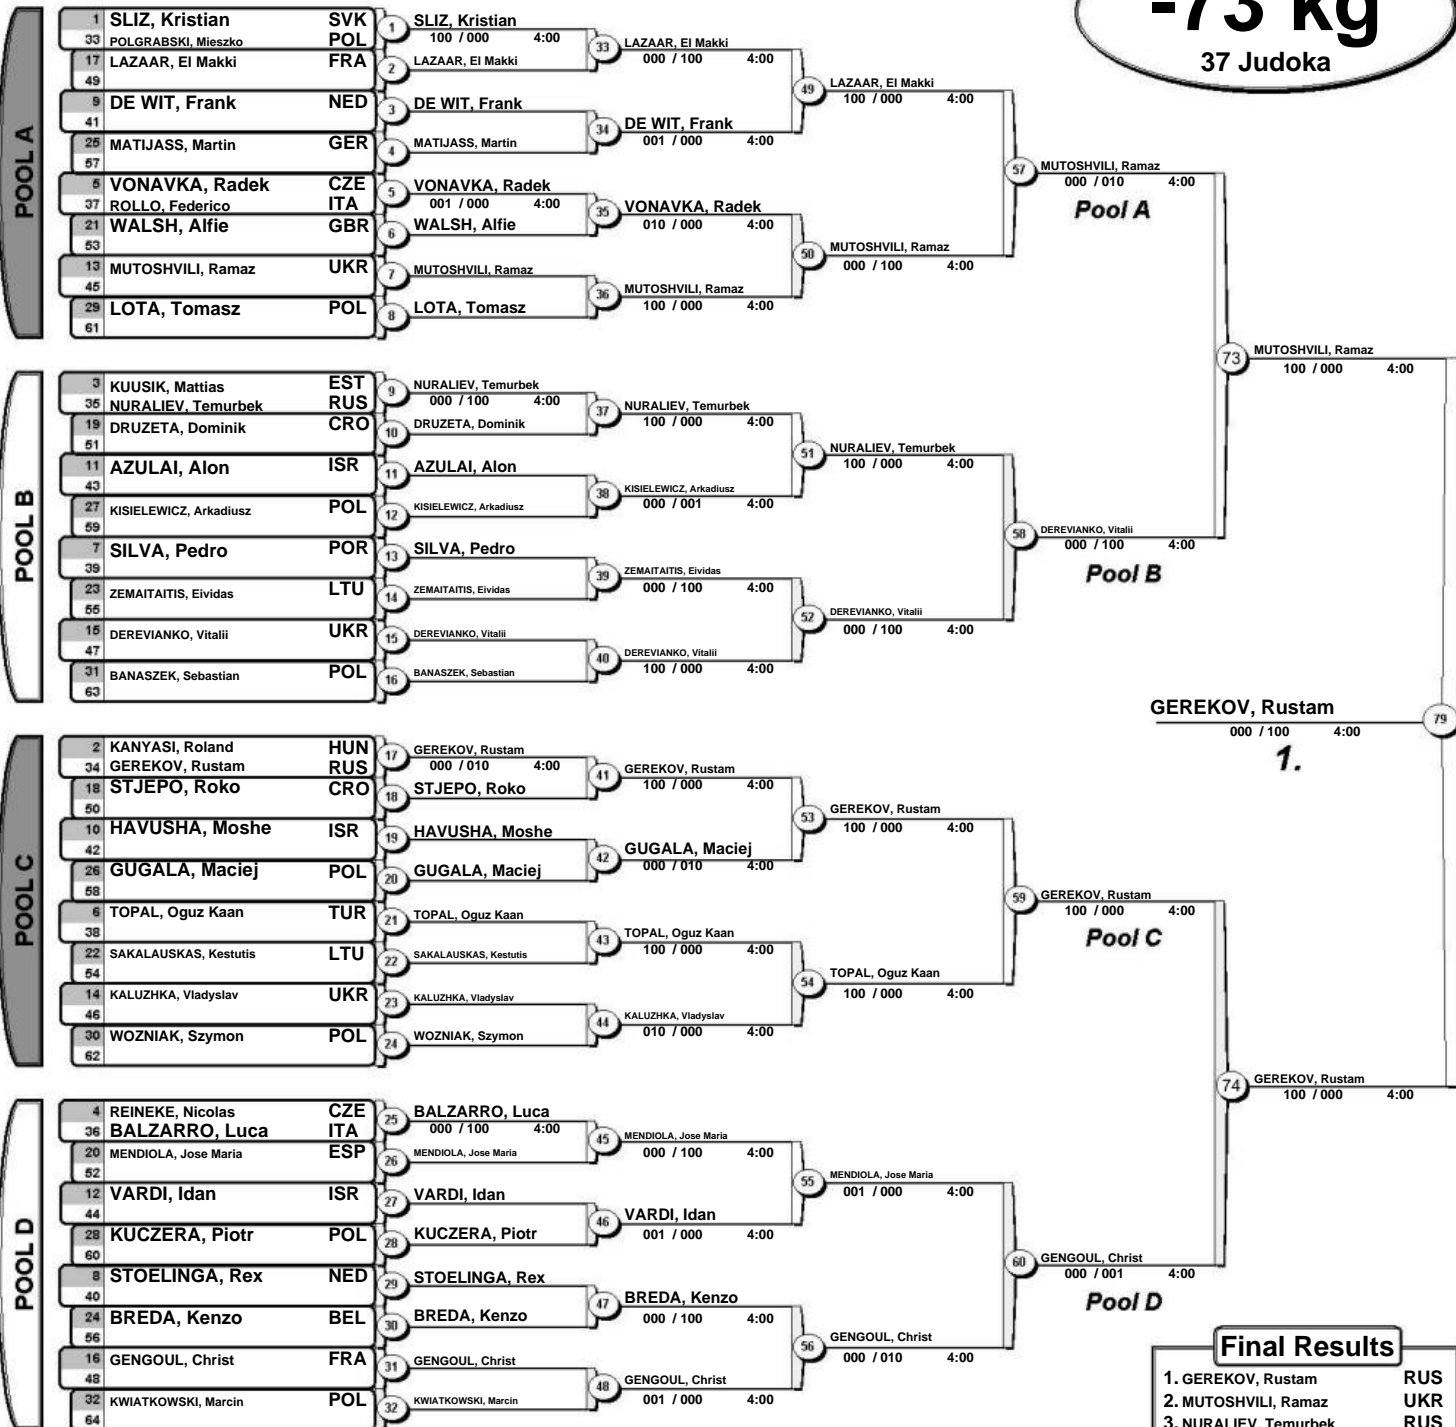 -73 kg
37 Judoka
POOL A
1 SLIZ, Kristian SVK
33 POLGRABSKI, Mieszko POL
17 LAZAAR, El Makki FRA
49
9 DE WIT, Frank NED
41
25 MATIJASS, Martin GER
57
5 VONAVKA, Radek CZE
37 ROLLO, Federico ITA
21 WALSH, Alfie GBR
53
13 MUTOSHVILI, Ramaz UKR
45
29 LOTA, Tomasz POL
61
1 SLIZ, Kristian
100 / 000 4:00
2 LAZAAR, El Makki
3 DE WIT, Frank
4 MATIJASS, Martin
5 VONAVKA, Radek
001 / 000 4:00
6 WALSH, Alfie
7 MUTOSHVILI, Ramaz
8 LOTA, Tomasz
33 LAZAAR, El Makki
000 / 100 4:00
34 DE WIT, Frank
001 / 000 4:00
35 VONAVKA, Radek
010 / 000 4:00
36 MUTOSHVILI, Ramaz
100 / 000 4:00
49 LAZAAR, El Makki
100 / 000 4:00
50 MUTOSHVILI, Ramaz
000 / 100 4:00
57 MUTOSHVILI, Ramaz
000 / 010 4:00
Pool A
POOL B
3 KUUSIK, Mattias EST
35 NURALIEV, Temurbek RUS
19 DRUZETA, Dominik CRO
51
11 AZULAI, Alon ISR
43
27 KISIELEWICZ, Arkadiusz POL
59
7 SILVA, Pedro POR
39
23 ZEMAITAITIS, Eividas LTU
55
15 DEREVIANKO, Vitalii UKR
47
31 BANASZEK, Sebastian POL
63
9 NURALIEV, Temurbek
000 / 100 4:00
10 DRUZETA, Dominik
11 AZULAI, Alon
12 KISIELEWICZ, Arkadiusz
13 SILVA, Pedro
14 ZEMAITAITIS, Eividas
15 DEREVIANKO, Vitalii
16 BANASZEK, Sebastian
37 NURALIEV, Temurbek
100 / 000 4:00
38 KISIELEWICZ, Arkadiusz
000 / 001 4:00
39 ZEMAITAITIS, Eividas
000 / 100 4:00
40 DEREVIANKO, Vitalii
100 / 000 4:00
51 NURALIEV, Temurbek
100 / 000 4:00
52 DEREVIANKO, Vitalii
000 / 100 4:00
58 DEREVIANKO, Vitalii
000 / 100 4:00
Pool B
73 MUTOSHVILI, Ramaz
100 / 000 4:00
GEREKOV, Rustam 79
000 / 100 4:00
1.
POOL C
2 KANYASI, Roland HUN
34 GEREKOV, Rustam RUS
18 STJEPO, Roko CRO
50
10 HAVUSHA, Moshe ISR
42
26 GUGALA, Maciej POL
58
6 TOPAL, Oguz Kaan TUR
38
22 SAKALAUSKAS, Kestutis LTU
54
14 KALUZHKA, Vladyslav UKR
46
30 WOZNIAK, Szymon POL
62
17 GEREKOV, Rustam
000 / 010 4:00
18 STJEPO, Roko
19 HAVUSHA, Moshe
20 GUGALA, Maciej
21 TOPAL, Oguz Kaan
22 SAKALAUSKAS, Kestutis
23 KALUZHKA, Vladyslav
24 WOZNIAK, Szymon
41 GEREKOV, Rustam
100 / 000 4:00
42 GUGALA, Maciej
000 / 010 4:00
43 TOPAL, Oguz Kaan
100 / 000 4:00
44 KALUZHKA, Vladyslav
010 / 000 4:00
53 GEREKOV, Rustam
100 / 000 4:00
54 TOPAL, Oguz Kaan
100 / 000 4:00
59 GEREKOV, Rustam
100 / 000 4:00
Pool C
POOL D
4 REINEKE, Nicolas CZE
36 BALZARRO, Luca ITA
20 MENDIOLA, Jose Maria ESP
52
12 VARDI, Idan ISR
44
28 KUCZERA, Piotr POL
60
8 STOELINGA, Rex NED
40
24 BREDA, Kenzo BEL
56
16 GENGOUL, Christ FRA
48
32 KWIATKOWSKI, Marcin POL
64
25 BALZARRO, Luca
000 / 100 4:00
26 MENDIOLA, Jose Maria
27 VARDI, Idan
28 KUCZERA, Piotr
29 STOELINGA, Rex
30 BREDA, Kenzo
31 GENGOUL, Christ
32 KWIATKOWSKI, Marcin
45 MENDIOLA, Jose Maria
000 / 100 4:00
46 VARDI, Idan
001 / 000 4:00
47 BREDA, Kenzo
000 / 100 4:00
48 GENGOUL, Christ
001 / 000 4:00
55 MENDIOLA, Jose Maria
001 / 000 4:00
56 GENGOUL, Christ
000 / 010 4:00
60 GENGOUL, Christ
000 / 001 4:00
Pool D
74 GEREKOV, Rustam
100 / 000 4:00
Final Results
1. GEREKOV, Rustam RUS
2. MUTOSHVILI, Ramaz UKR
3. NURALIEV, Temurbek RUS